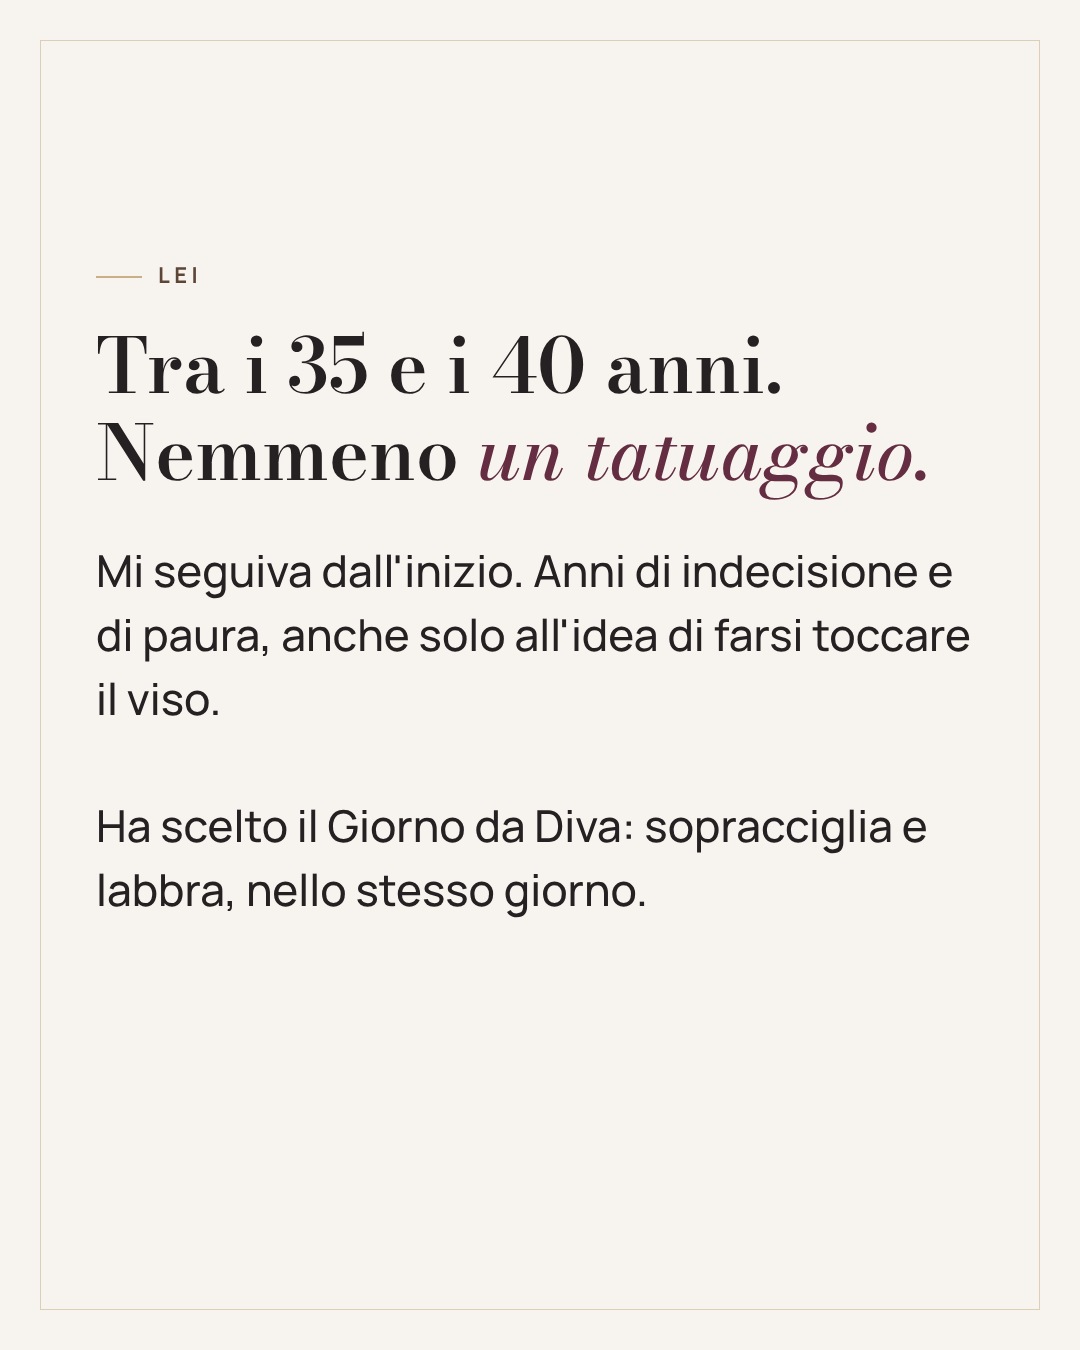 LEI
Tra i 35 e i 40 anni.
Nemmeno un tatuaggio.
Mi seguiva dall'inizio. Anni di indecisione e
di paura, anche solo all'idea di farsi toccare
il viso.
Ha scelto il Giorno da Diva: sopracciglia e
labbra, nello stesso giorno.